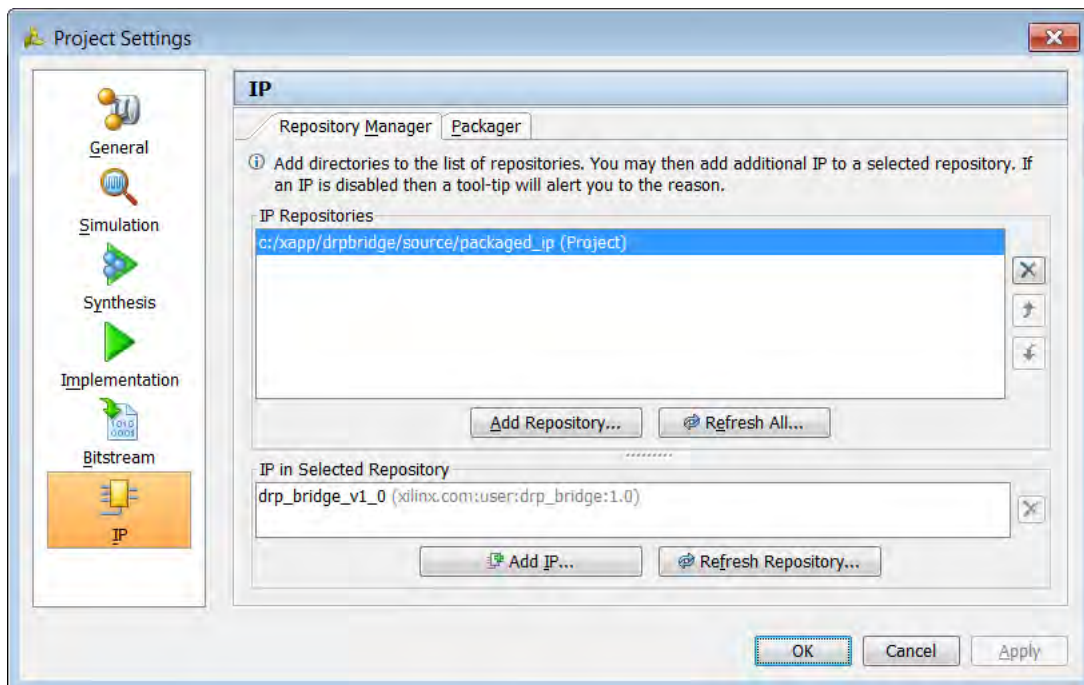 Project Settings
General
Simulation
Synthesis
Implementation
Bitstream
IP
IP
Repository Manager
Packager
Add directories to the list of repositories. You may then add additional IP to a selected repository. If
an IP is disabled then a tool-tip will alert you to the reason.
IP Repositories
c:/xapp/drpbridge/source/packaged_ip (Project)
Add Repository...
Refresh All...
IP in Selected Repository
drp_bridge_v1_0 (xilinx.com:user:drp_bridge:1.0)
Add IP...
Refresh Repository...
OK
Cancel
Apply